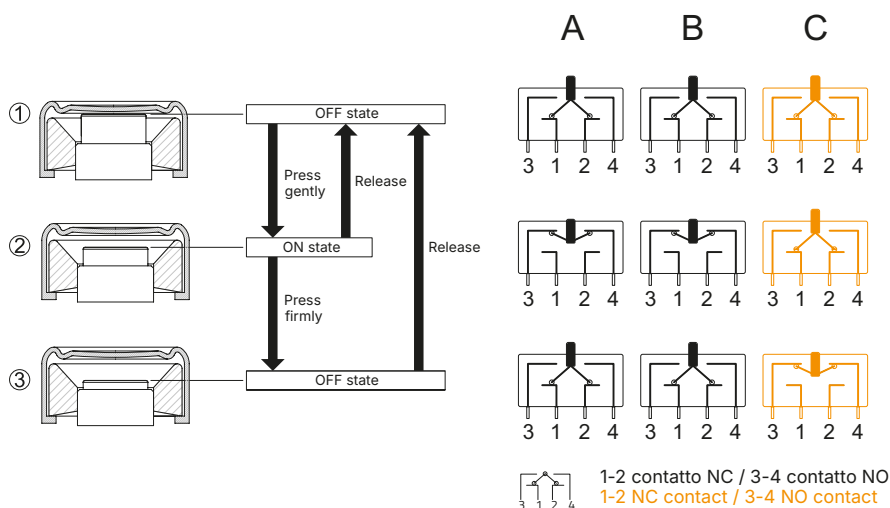 A B C
① OFF state
3 1 2 4 3 1 2 4 3 1 2 4
Press
gently
Release
② ON state
Release
3 1 2 4 3 1 2 4 3 1 2 4
Press
firmly
③ OFF state
3 1 2 4 3 1 2 4 3 1 2 4
3 1 2 4
1-2 contatto NC / 3-4 contatto NO
1-2 NC contact / 3-4 NO contact